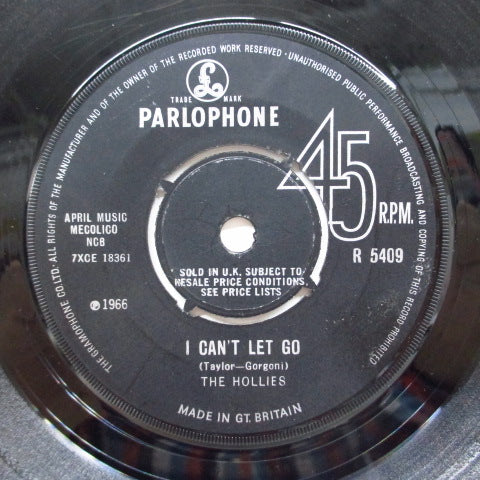 THE GRAMOPHONE CO.LTD. ALL RIGHTS OF THE MANUFACTURER AND OF THE OWNER OF THE RECORDED WORK RESERVED · UNAUTHORISED PUBLIC PERFORMANCE BROADCASTING AND COPYING OF THIS RECORD PROHIBITED
£
TRADE MARK
PARLOPHONE
45 R.P.M.
APRIL MUSIC
MECOLICO
NCB
7XCE 18361
R 5409
SOLD IN U.K. SUBJECT TO
RESALE PRICE CONDITIONS,
SEE PRICE LISTS
℗ 1966
I CAN'T LET GO
(Taylor—Gorgoni)
THE HOLLIES
MADE IN GT. BRITAIN